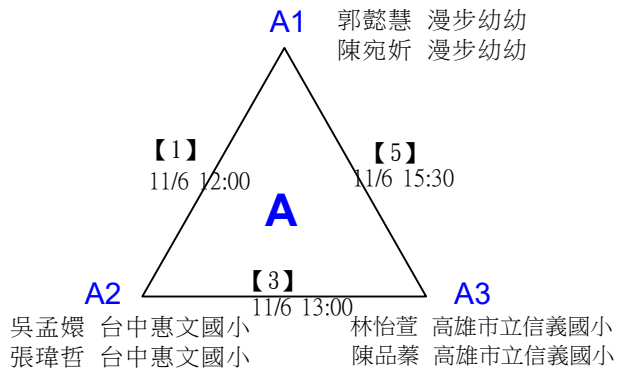 A1
郭懿慧 漫步幼幼
陳宛妡 漫步幼幼
【1】
11/6 12:00
【5】
11/6 15:30
A
【3】
11/6 13:00
A2
吳孟嬛 台中惠文國小
張瑋哲 台中惠文國小
A3
林怡萱 高雄市立信義國小
陳品蓁 高雄市立信義國小